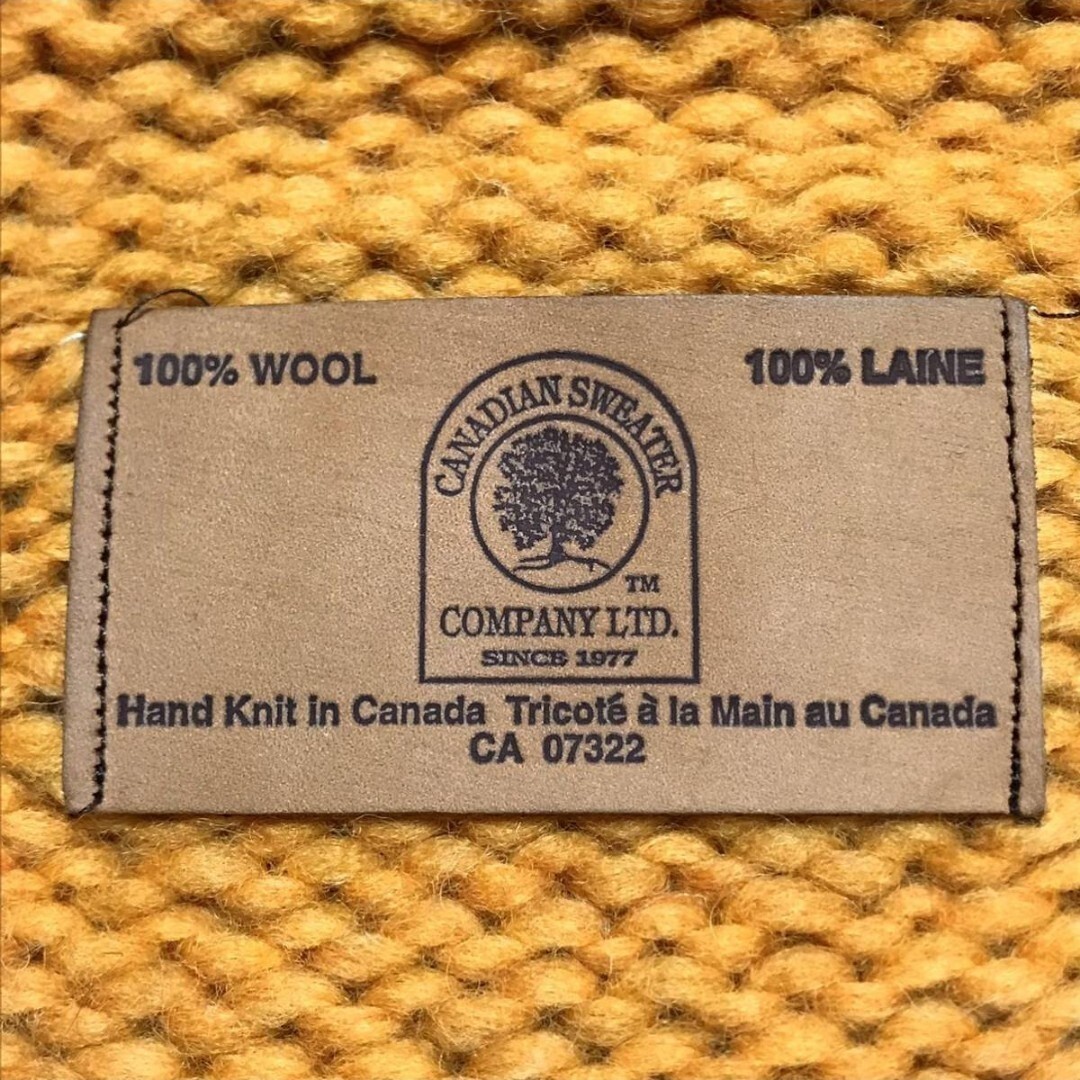 100% WOOL
100% LAINE
CANADIAN SWEATER
TM
COMPANY LTD.
SINCE 1977
Hand Knit in Canada Tricoté à la Main au Canada
CA 07322